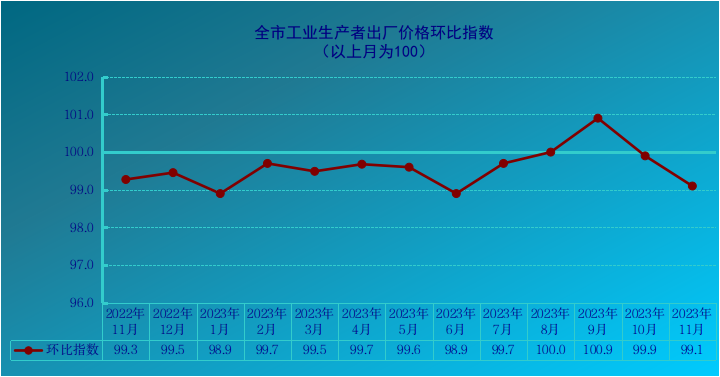 全市工业生产者出厂价格环比指数
（以上月为100）
102.0
101.0
100.0
99.0
98.0
97.0
96.0
2022年 2022年 2023年 2023年 2023年 2023年 2023年 2023年 2023年 2023年 2023年 2023年 2023年
11月 12月 1月 2月 3月 4月 5月 6月 7月 8月 9月 10月 11月
环比指数 99.3 99.5 98.9 99.7 99.5 99.7 99.6 98.9 99.7 100.0 100.9 99.9 99.1